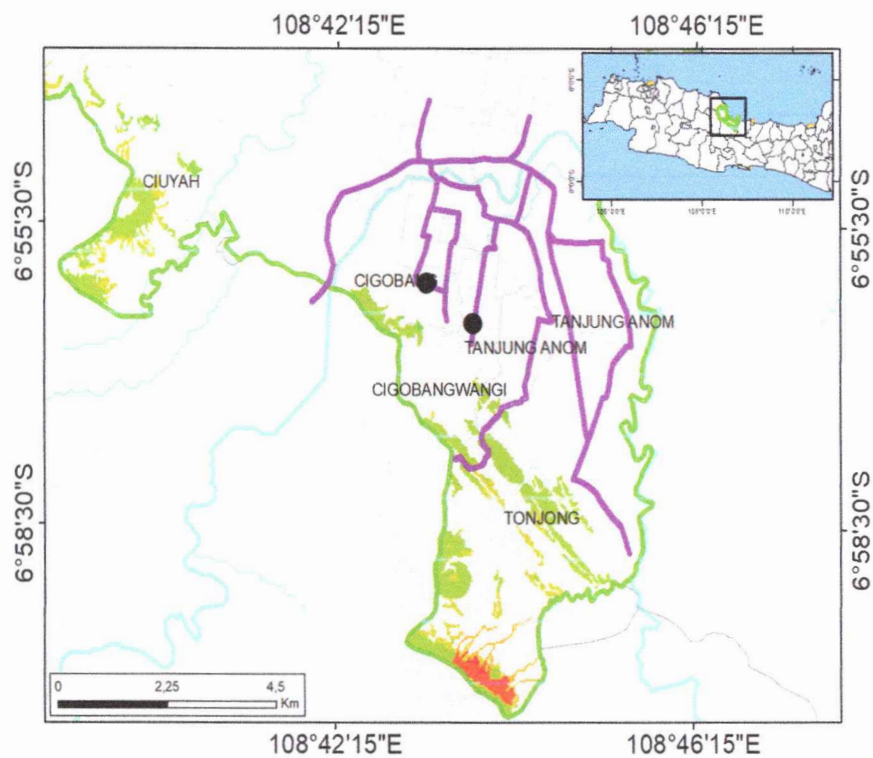 108°42'15"E 108°46'15"E
CIUYAH
6°55'30"S 6°55'30"S
CIGOBANG
TANJUNG ANOM
TANJUNG ANOM
CIGOBANGWANGI
TONJONG
6°58'30"S 6°58'30"S
0 2,25 4,5
Km
108°42'15"E 108°46'15"E